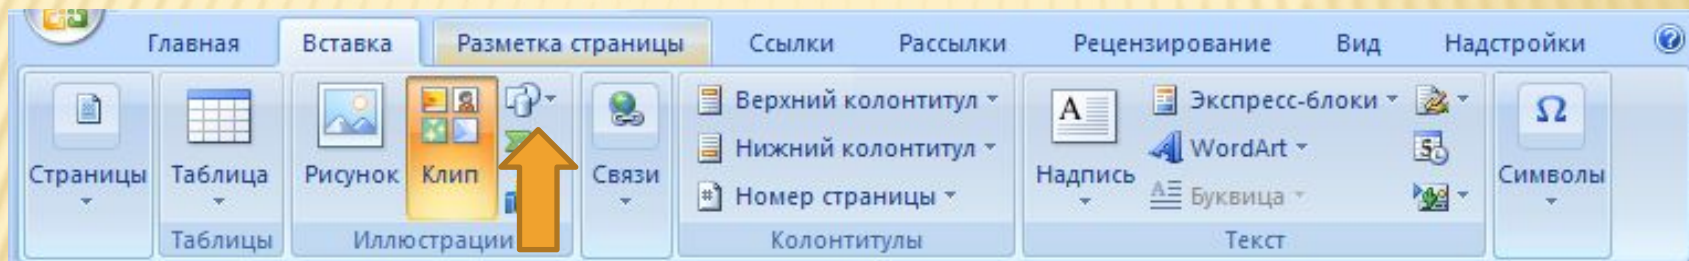 Главная Вставка Разметка страницы Ссылки Рассылки Рецензирование Вид Надстройки
Страницы
Таблица
Таблицы
Рисунок Клип
Иллюстрации
Связи
Верхний колонтитул
Нижний колонтитул
Номер страницы
Колонтитулы
Надпись
Экспресс-блоки
WordArt
Буквица
Текст
Символы